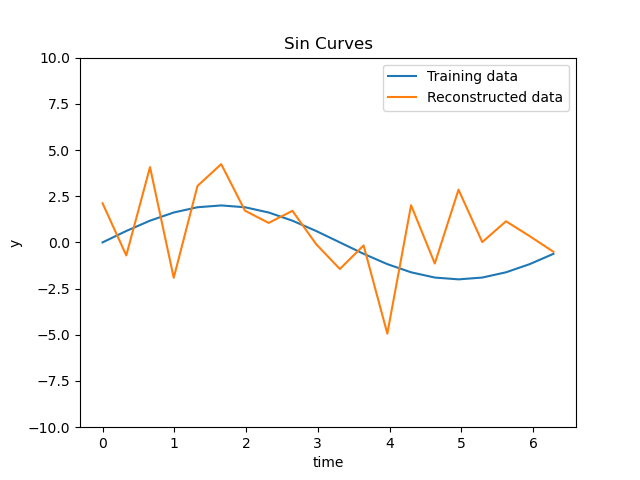 Sin Curves
Training data
Reconstructed data
10.0
7.5
5.0
2.5
0.0
−2.5
−5.0
−7.5
−10.0
y
0 1 2 3 4 5 6
time